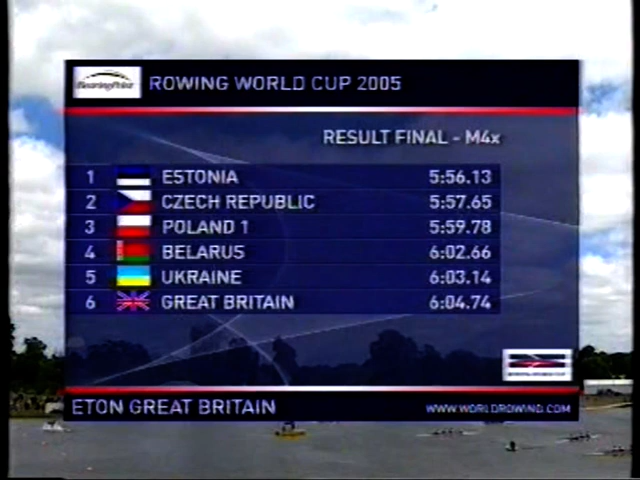 BearingPoint
ROWING WORLD CUP 2005
RESULT FINAL - M4x
1 ESTONIA 5:56.13
2 CZECH REPUBLIC 5:57.65
3 POLAND 1 5:59.78
4 BELARUS 6:02.66
5 UKRAINE 6:03.14
6 GREAT BRITAIN 6:04.74
ETON GREAT BRITAIN
WWW.WORLDROWING.COM